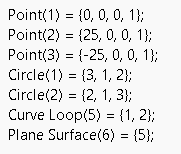 Point(1) = {0, 0, 0, 1};
Point(2) = {25, 0, 0, 1};
Point(3) = {-25, 0, 0, 1};
Circle(1) = {3, 1, 2};
Circle(2) = {2, 1, 3};
Curve Loop(5) = {1, 2};
Plane Surface(6) = {5};